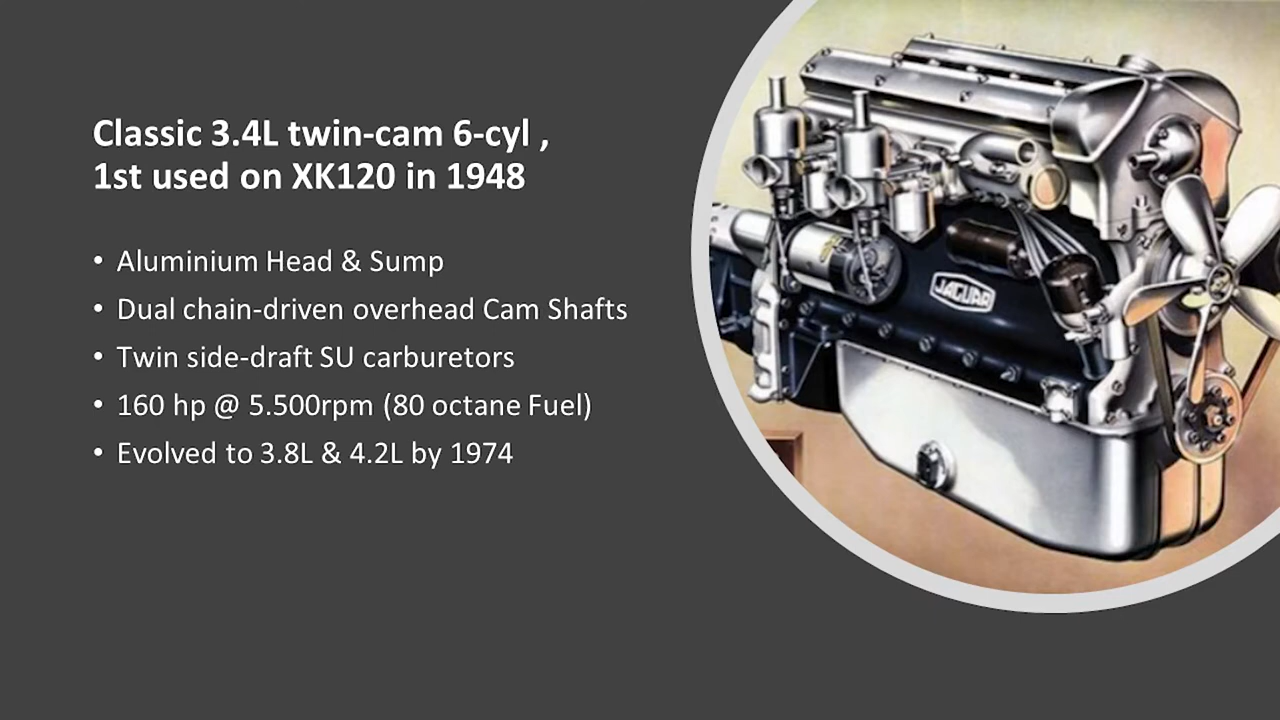 Classic 3.4L twin-cam 6-cyl ,
1st used on XK120 in 1948
• Aluminium Head & Sump
• Dual chain-driven overhead Cam Shafts
• Twin side-draft SU carburetors
• 160 hp @ 5.500rpm (80 octane Fuel)
• Evolved to 3.8L & 4.2L by 1974
JAGUAR